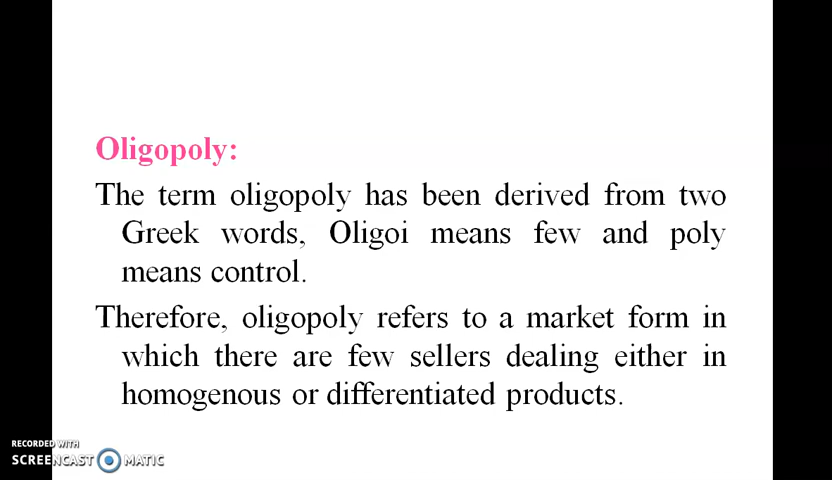 Oligopoly:
The term oligopoly has been derived from two
Greek words, Oligoi means few and poly
means control.
Therefore, oligopoly refers to a market form in
which there are few sellers dealing either in
homogenous or differentiated products.
RECORDED WITH
SCREENCAST MATIC